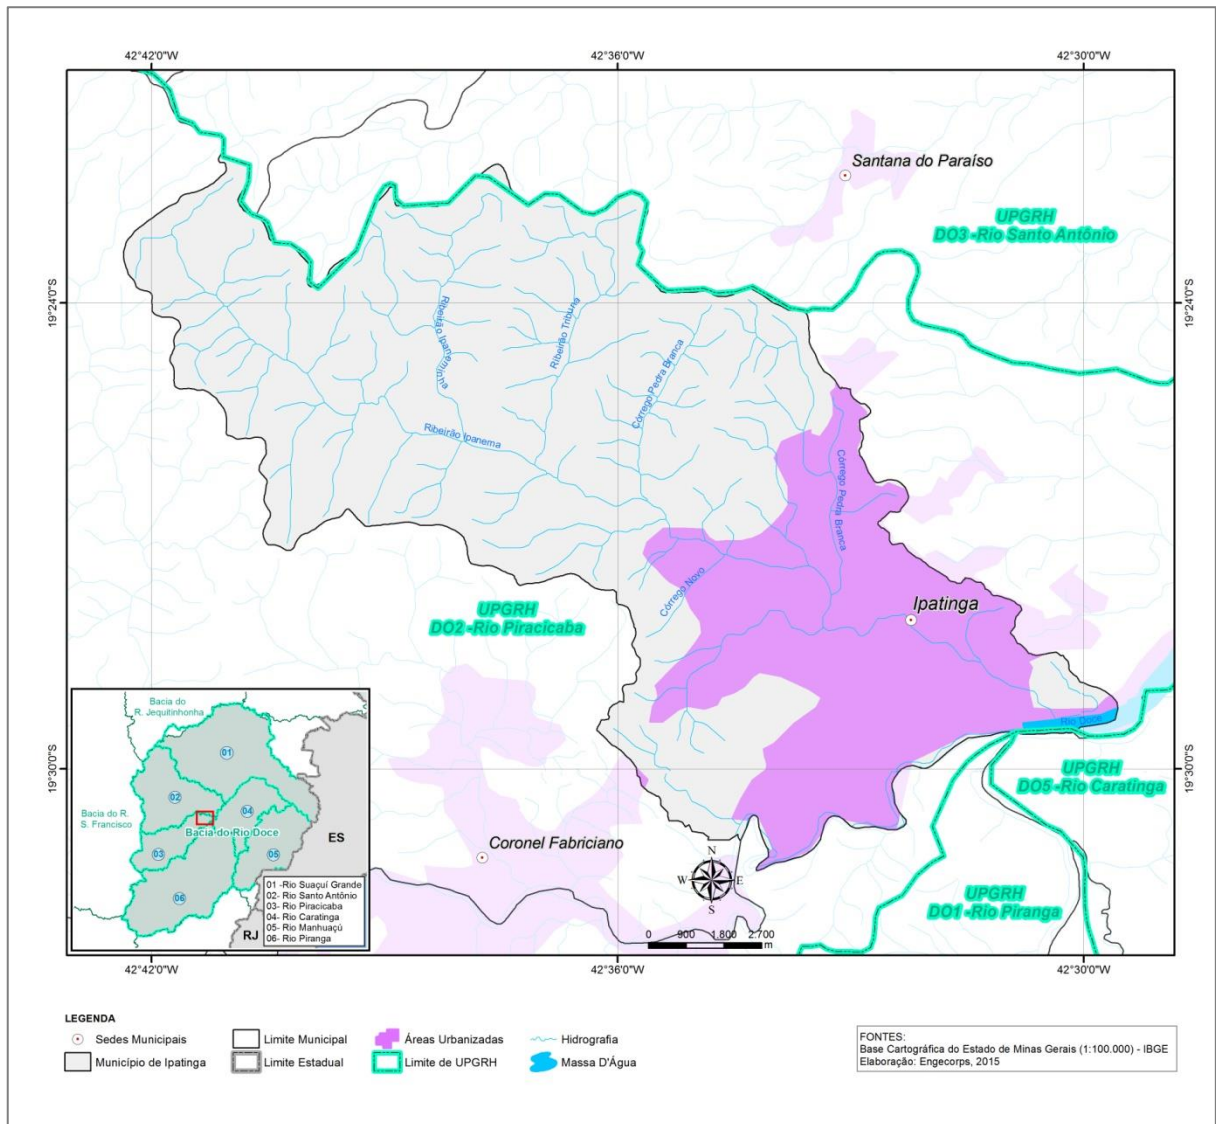 42°42'0"W
42°36'0"W
42°30'0"W
Santana do Paraíso
UPGRH
DO3 -Rio Santo Antônio
19°24'0"S
19°24'0"S
Ribeirão Ipaneminha
Ribeirão Tribuna
Córrego Pedra Branca
Ribeirão Ipanema
Córrego Pedra Branca
Córrego Novo
Ipatinga
UPGRH
DO2 -Rio Piracicaba
Rio Doce
19°30'0"S
19°30'0"S
UPGRH
DO5 -Rio Caratinga
UPGRH
DO1 -Rio Piranga
Coronel Fabriciano
N
W
E
S
0 900 1.800 2.700
m
Bacia do
R. Jequitinhonha
01
02
04
Bacia do R.
S. Francisco
Bacia do Rio Doce
ES
03
05
06
RJ
01 -Rio Suaçuí Grande
02- Rio Santo Antônio
03- Rio Piracicaba
04- Rio Caratinga
05- Rio Manhuaçú
06- Rio Piranga
42°42'0"W
42°36'0"W
42°30'0"W
LEGENDA
Sedes Municipais
Limite Municipal
Áreas Urbanizadas
Hidrografia
Município de Ipatinga
Limite Estadual
Limite de UPGRH
Massa D'Água
FONTES:
Base Cartográfica do Estado de Minas Gerais (1:100.000) - IBGE
Elaboração: Engecorps, 2015